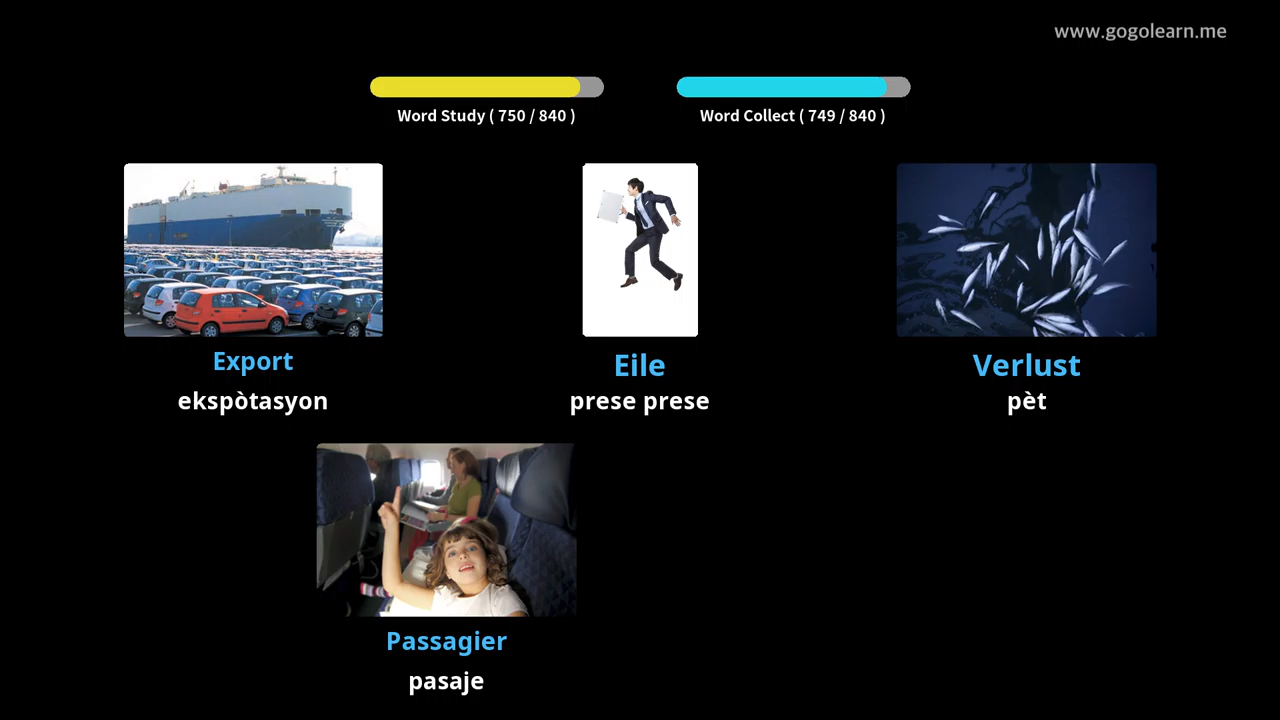 www.gogolearn.me
Word Study ( 750 / 840 )
Word Collect ( 749 / 840 )
Export
ekspòtasyon
Eile
prese prese
Verlust
pèt
Passagier
pasaje